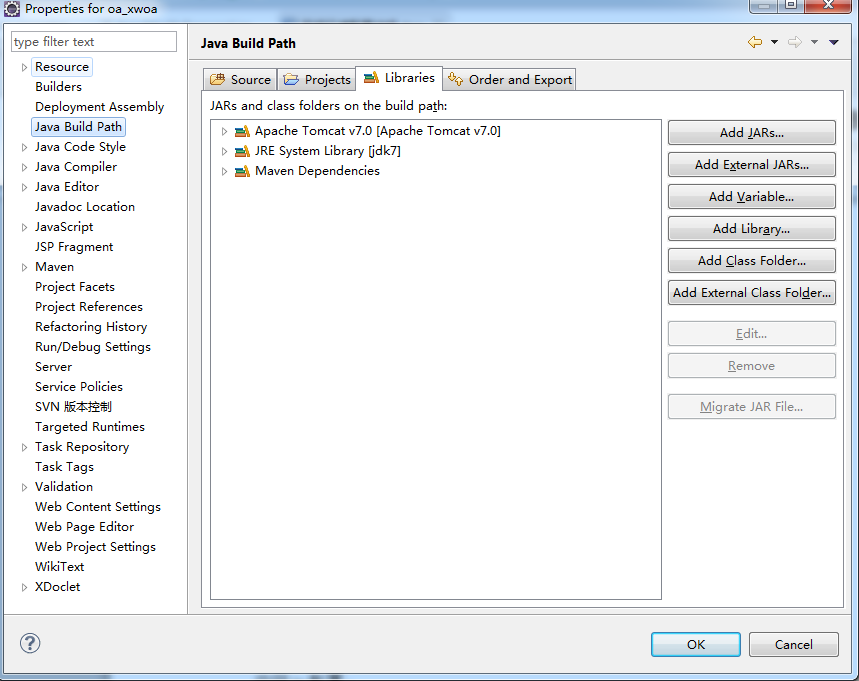 Properties for oa_xwoa
type filter text
Resource
Builders
Deployment Assembly
Java Build Path
Java Code Style
Java Compiler
Java Editor
Javadoc Location
JavaScript
JSP Fragment
Maven
Project Facets
Project References
Refactoring History
Run/Debug Settings
Server
Service Policies
SVN 版本控制
Targeted Runtimes
Task Repository
Task Tags
Validation
Web Content Settings
Web Page Editor
Web Project Settings
WikiText
XDoclet
Java Build Path
Source Projects Libraries Order and Export
JARs and class folders on the build path:
Apache Tomcat v7.0 [Apache Tomcat v7.0]
JRE System Library [jdk7]
Maven Dependencies
Add JARs...
Add External JARs...
Add Variable...
Add Library...
Add Class Folder...
Add External Class Folder...
Edit...
Remove
Migrate JAR File...
OK Cancel